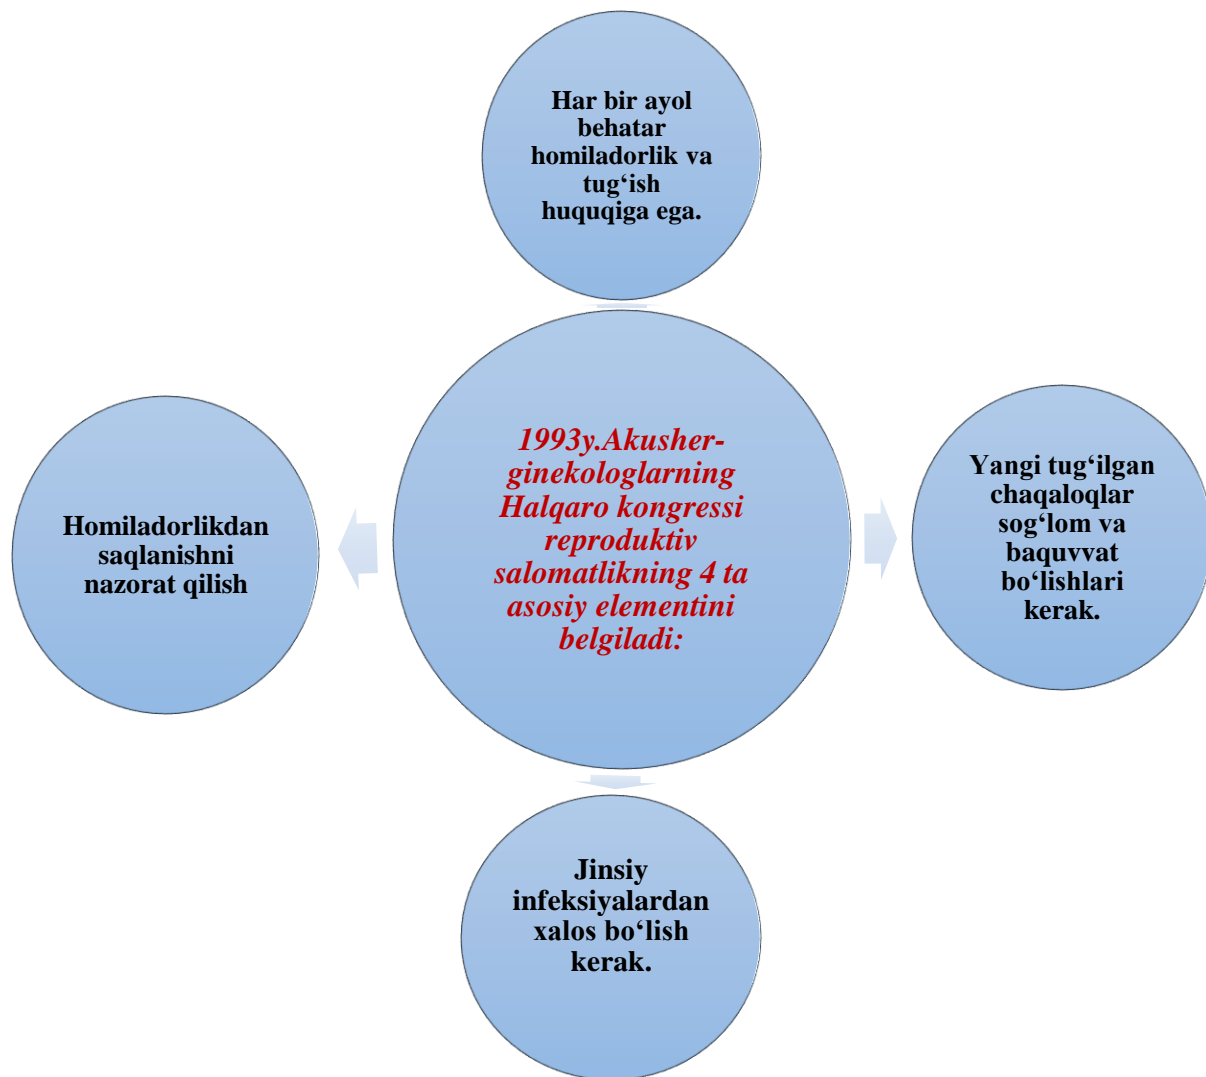 Har bir ayol
behatar
homiladorlik va
tug‘ish
huquqiga ega.
1993y.Akusher-
ginekologlarning
Halqaro kongressi
reproduktiv
salomatlikning 4 ta
asosiy elementini
belgiladi:
Yangi tug‘ilgan
chaqaloqlar
sog‘lom va
baquvvat
bo‘lishlari
kerak.
Homiladorlikdan
saqlanishni
nazorat qilish
Jinsiy
infeksiyalardan
xalos bo‘lish
kerak.